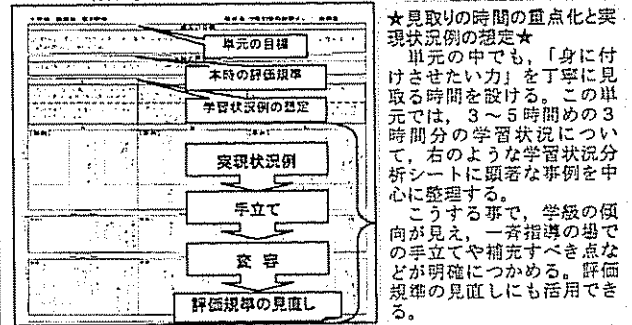 単元の目標
本時の評価規準
学習状況例の想定
実現状況例
手立て
変容
評価規準の見直し
★見取りの時間の重点化と実
現状況例の想定★
単元の中でも，「身に付
けさせたい力」を丁寧に見
取る時間を設ける。この単
元では，３～５時間めの３
時間分の学習状況につい
て，右のような学習状況分
析シートに顕著な事例を中
心に整理する。
こうする事で，学級の傾
向が見え，一斉指導の場で
の手立てや補充すべき点な
どが明確につかめる。評価
規準の見直しにも活用でき
る。